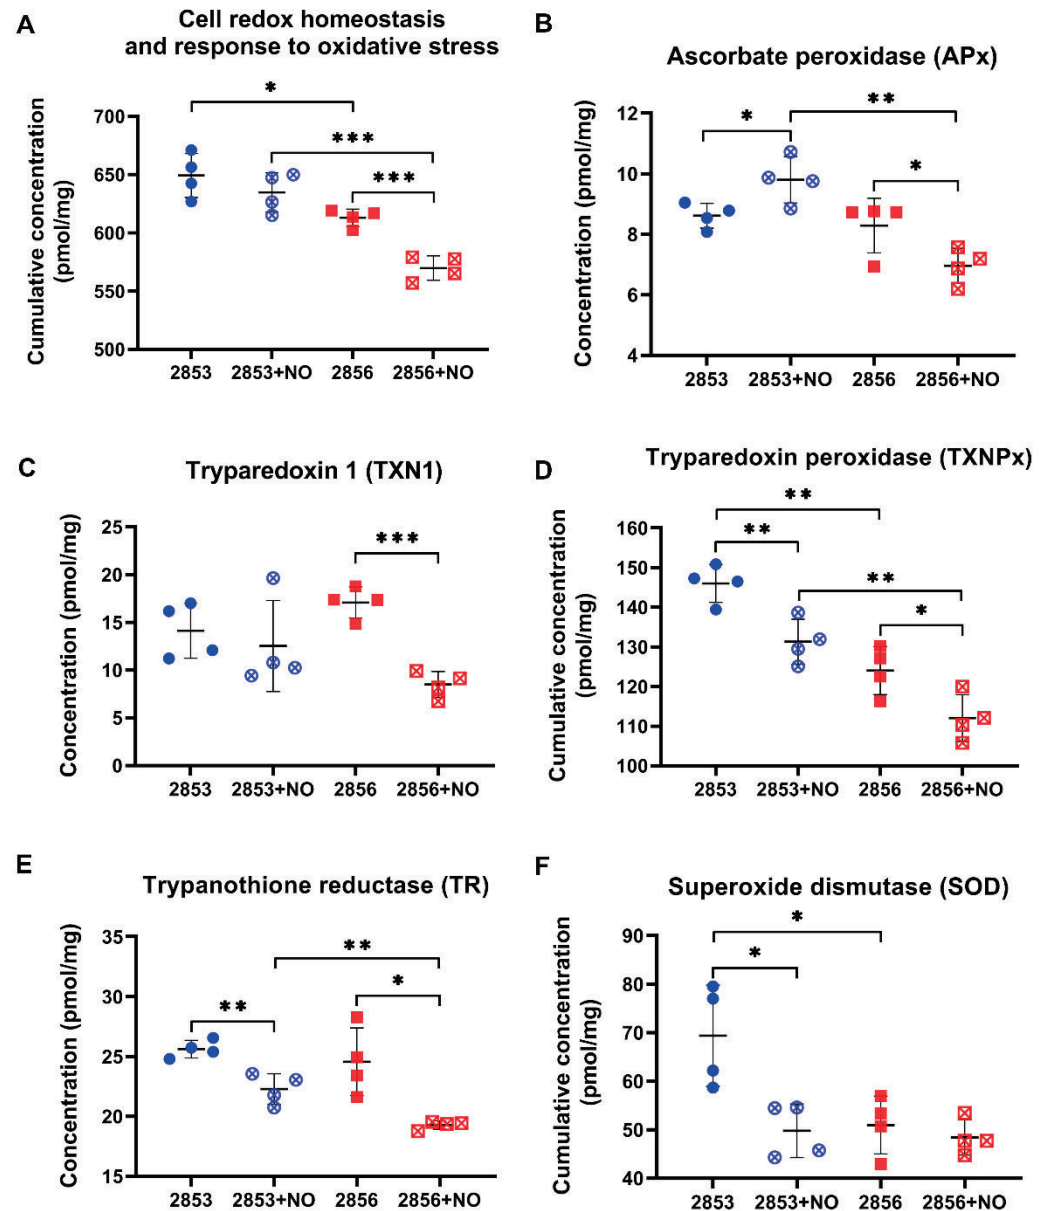 A
Cell redox homeostasis
and response to oxidative stress
Cumulative concentration
(pmol/mg)
700
650
600
550
500
*
***
***
2853 2853+NO 2856 2856+NO
B
Ascorbate peroxidase (APx)
Concentration (pmol/mg)
12
10
8
6
4
*
**
*
2853 2853+NO 2856 2856+NO
C
Tryparedoxin 1 (TXN1)
Concentration (pmol/mg)
25
20
15
10
5
0
***
2853 2853+NO 2856 2856+NO
D
Tryparedoxin peroxidase (TXNPx)
Cumulative concentration
(pmol/mg)
160
150
140
130
120
110
100
**
**
**
*
2853 2853+NO 2856 2856+NO
E
Trypanothione reductase (TR)
Concentration (pmol/mg)
35
30
25
20
15
**
**
*
2853 2853+NO 2856 2856+NO
F
Superoxide dismutase (SOD)
Cumulative concentration
(pmol/mg)
90
80
70
60
50
40
*
*
2853 2853+NO 2856 2856+NO